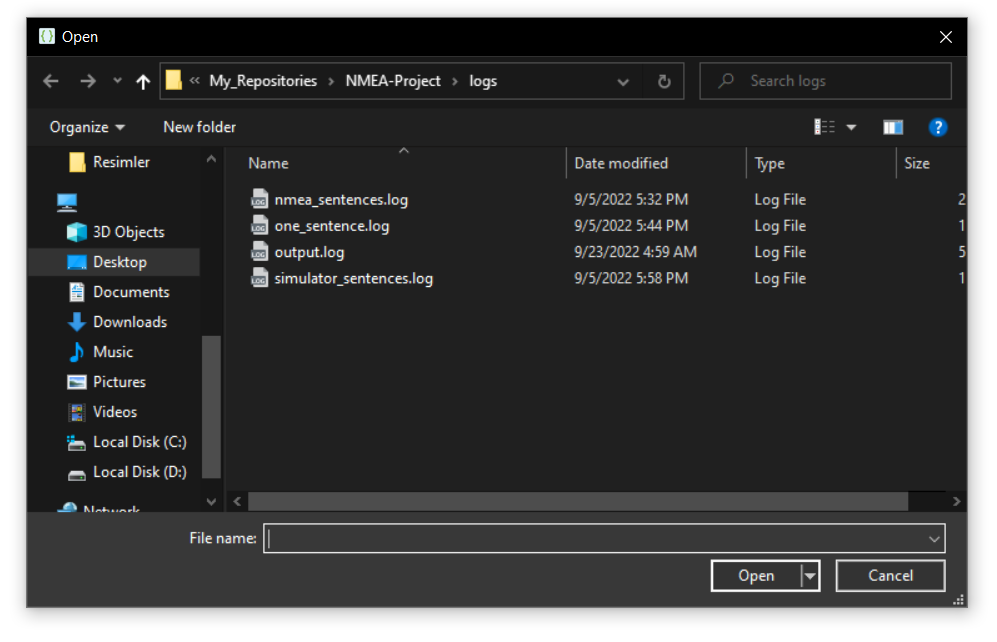 Open
« My_Repositories › NMEA-Project › logs
Search logs
Organize
New folder
?
Resimler
3D Objects
Desktop
Documents
Downloads
Music
Pictures
Videos
Local Disk (C:)
Local Disk (D:)
Network
Name Date modified Type Size
LOG nmea_sentences.log 9/5/2022 5:32 PM Log File 2
LOG one_sentence.log 9/5/2022 5:44 PM Log File 1
LOG output.log 9/23/2022 4:59 AM Log File 5
LOG simulator_sentences.log 9/5/2022 5:58 PM Log File 1
File name:
Open
Cancel